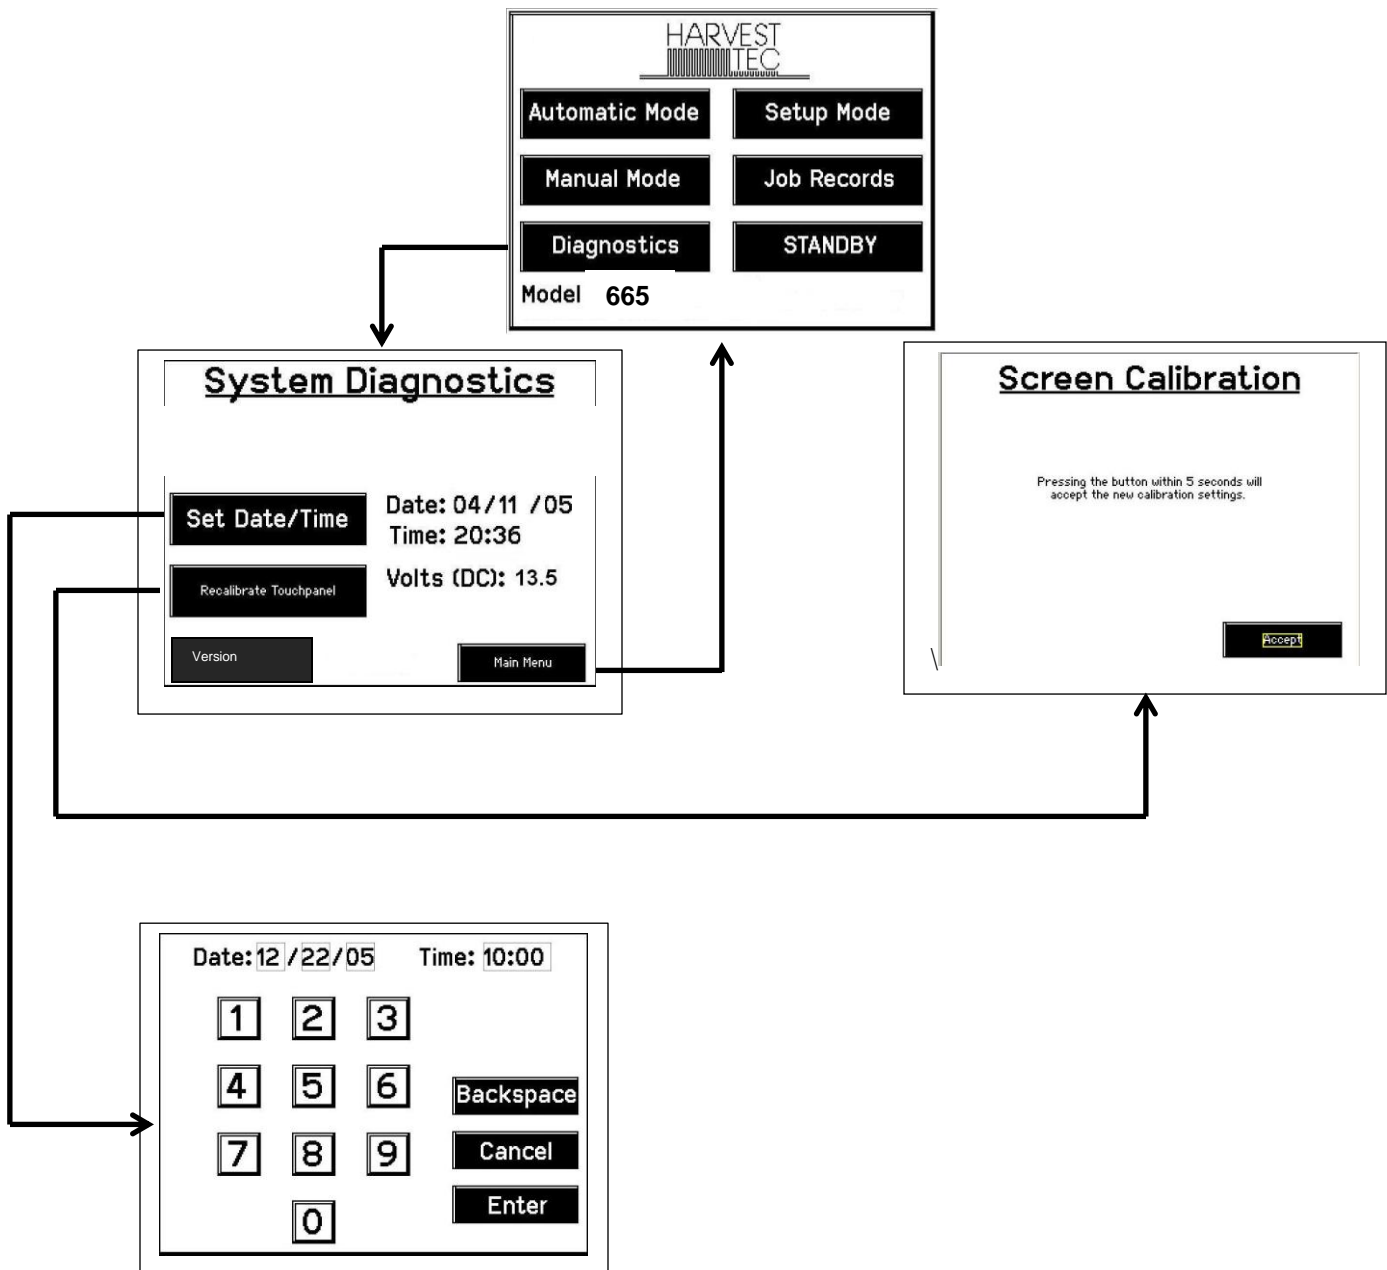 HARVEST
TEC
Automatic Mode
Setup Mode
Manual Mode
Job Records
Diagnostics
STANDBY
Model 665
System Diagnostics
Set Date/Time
Date: 04/11 /05
Time: 20:36
Recalibrate Touchpanel
Volts (DC): 13.5
Version
Main Menu
Screen Calibration
Pressing the button within 5 seconds will
accept the new calibration settings.
Accept
\
Date: 12 /22/05 Time: 10:00
1 2 3
4 5 6
Backspace
7 8 9
Cancel
Enter
0